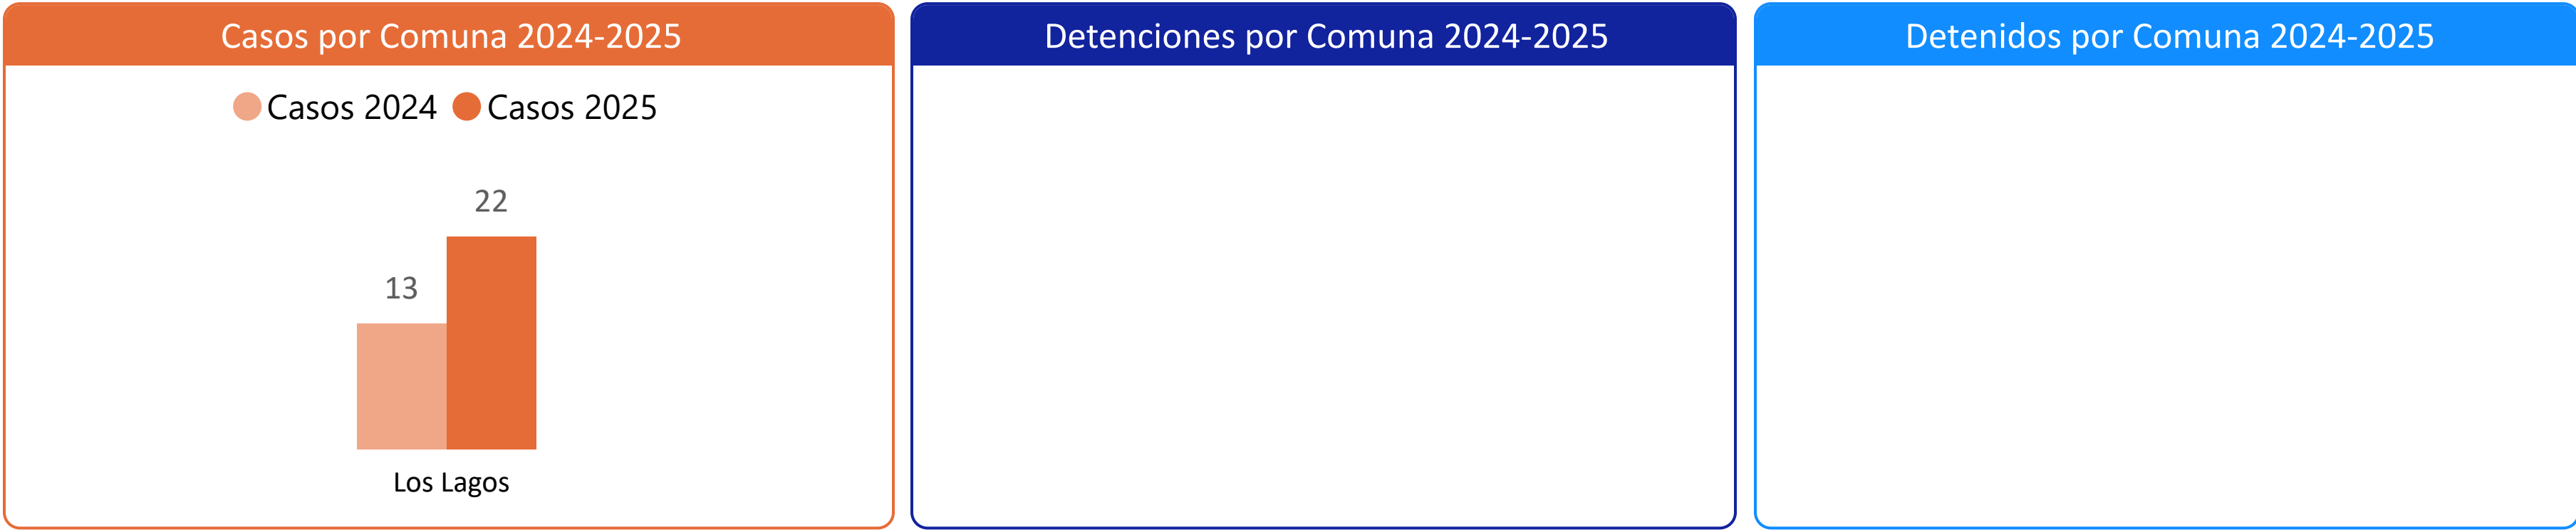 Casos por Comuna 2024-2025
Casos 2024 Casos 2025
22
13
Los Lagos
Detenciones por Comuna 2024-2025
Detenidos por Comuna 2024-2025